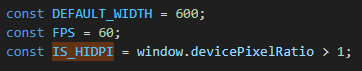 const DEFAULT_WIDTH = 600;
const FPS = 60;
const IS_HIDPI = window.devicePixelRatio > 1;